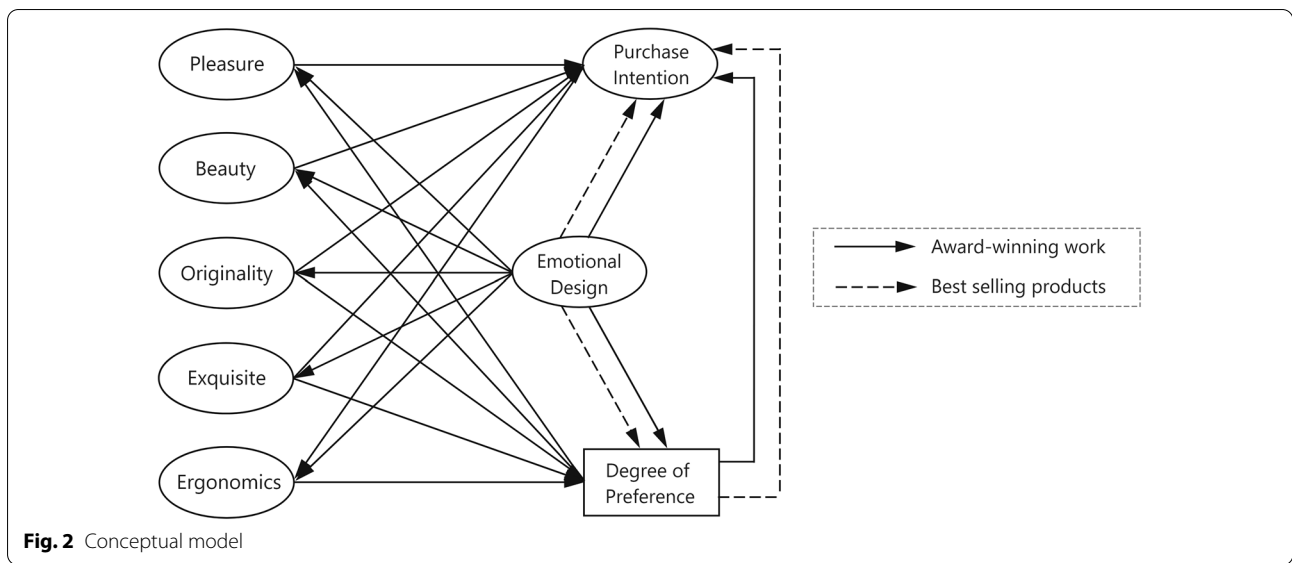 Pleasure
Purchase
Intention
Beauty
Originality
Emotional
Design
Award-winning work
Best selling products
Exquisite
Ergonomics
Degree of
Preference
Fig. 2 Conceptual model